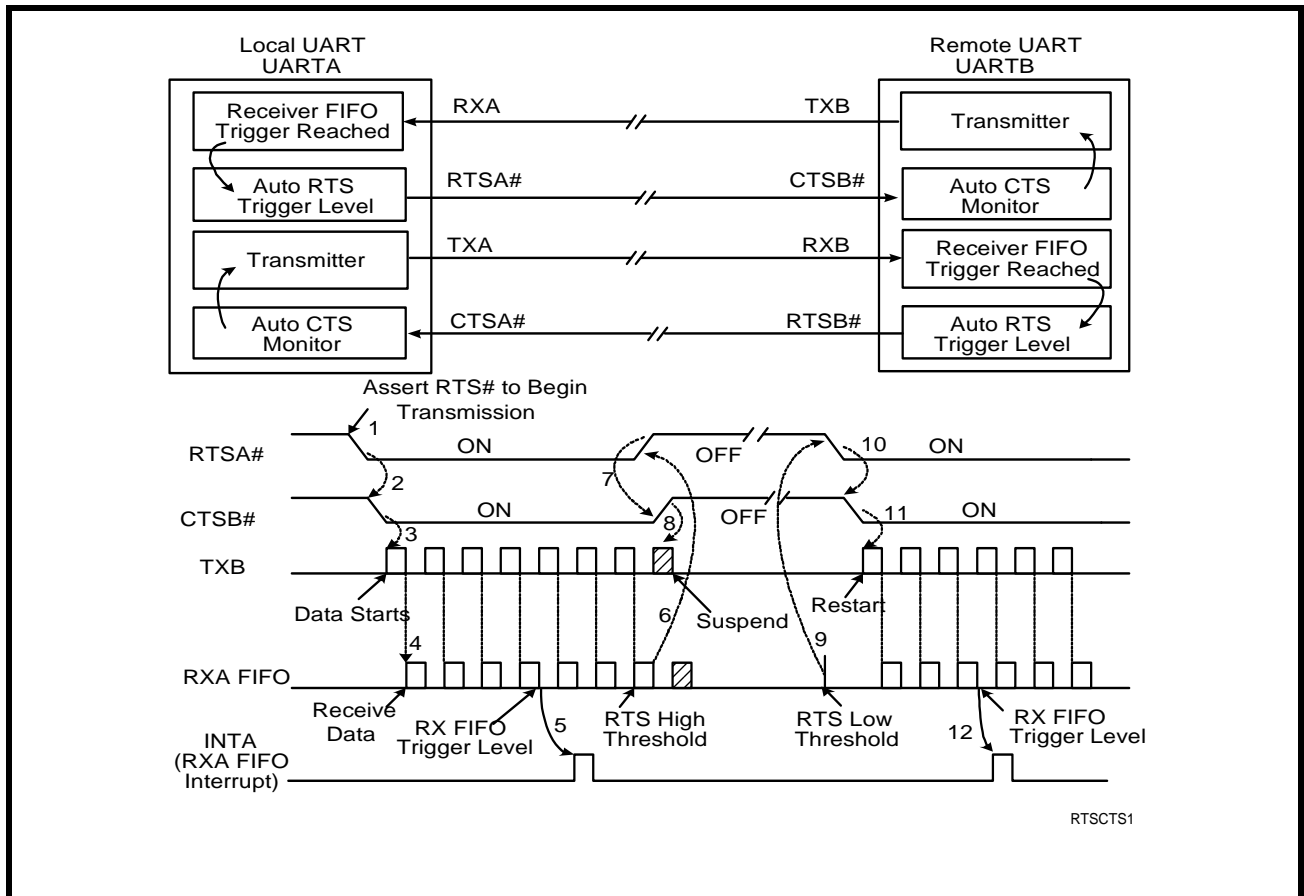 Local UART
UARTA
Remote UART
UARTB
Receiver FIFO
Trigger Reached
RXA
TXB
Transmitter
Auto RTS
Trigger Level
RTSA#
CTSB#
Auto CTS
Monitor
Transmitter
TXA
RXB
Receiver FIFO
Trigger Reached
Auto CTS
Monitor
CTSA#
RTSB#
Auto RTS
Trigger Level
Assert RTS# to Begin
Transmission
1
RTSA#
ON
OFF
10
ON
2
7
CTSB#
ON
OFF
11
ON
3
8
TXB
Data Starts
6
Suspend
Restart
4
9
RXA FIFO
Receive
Data
RX FIFO
Trigger Level
5
RTS High
Threshold
RTS Low
Threshold
12
RX FIFO
Trigger Level
INTA
(RXA FIFO
Interrupt)
RTSCTS1